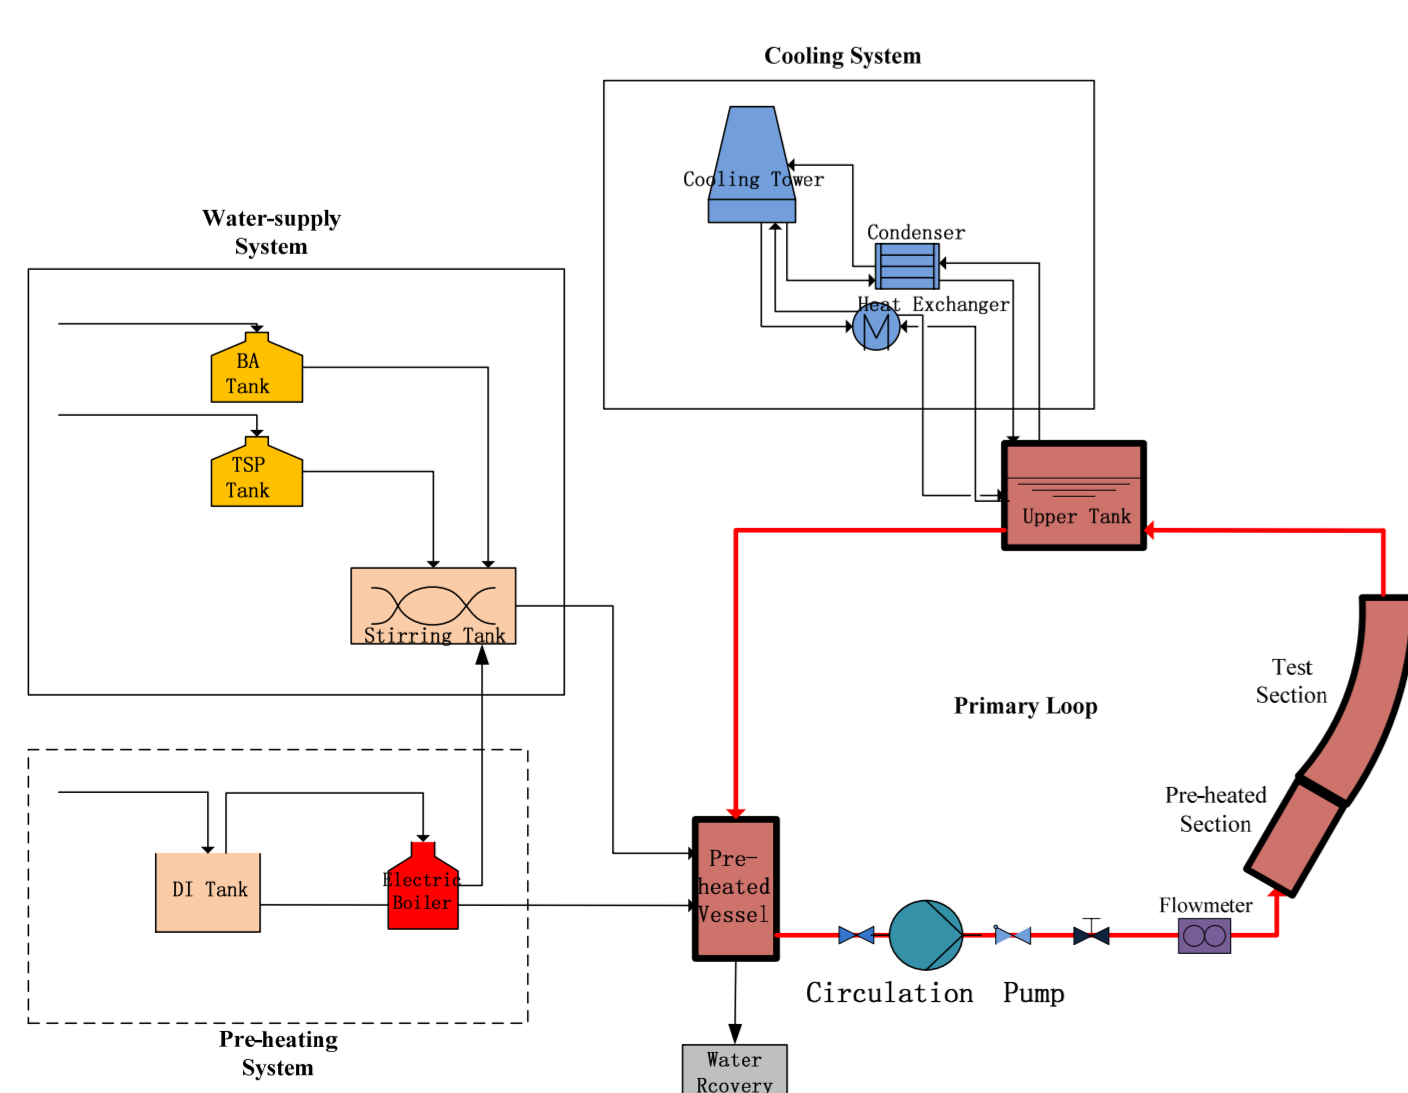 Cooling System
Cooling Tower
Condenser
Heat Exchanger
Water-supply
System
BA
Tank
TSP
Tank
Stirring Tank
Upper Tank
Primary Loop
Test
Section
Pre-heated
Section
Flowmeter
DI Tank
Electric
Boiler
Pre-
heated
Vessel
Circulation Pump
Pre-heating
System
Water
Rcovery